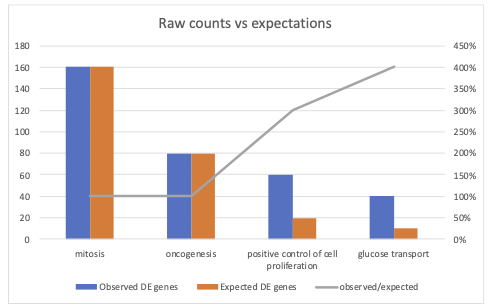 Raw counts vs expectations
180 450%
160 400%
140 350%
120 300%
100 250%
80 200%
60 150%
40 100%
20 50%
0 0%
mitosis oncogenesis positive control of cell glucose transport
proliferation
Observed DE genes Expected DE genes observed/expected